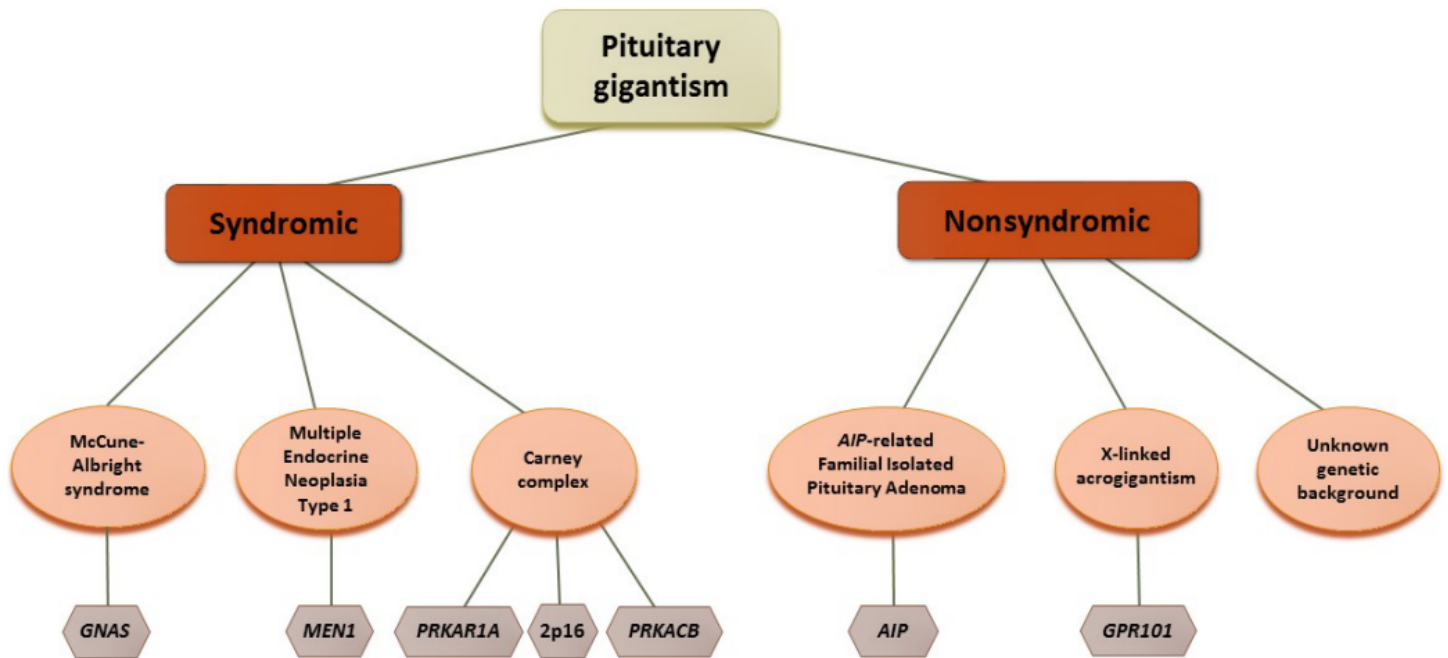 Pituitary
gigantism
Syndromic
Nonsyndromic
McCune-
Albright
syndrome
Multiple
Endocrine
Neoplasia
Type 1
Carney
complex
AIP-related
Familial Isolated
Pituitary Adenoma
X-linked
acrogigantism
Unknown
genetic
background
GNAS
MEN1
PRKAR1A
2p16
PRKACB
AIP
GPR101